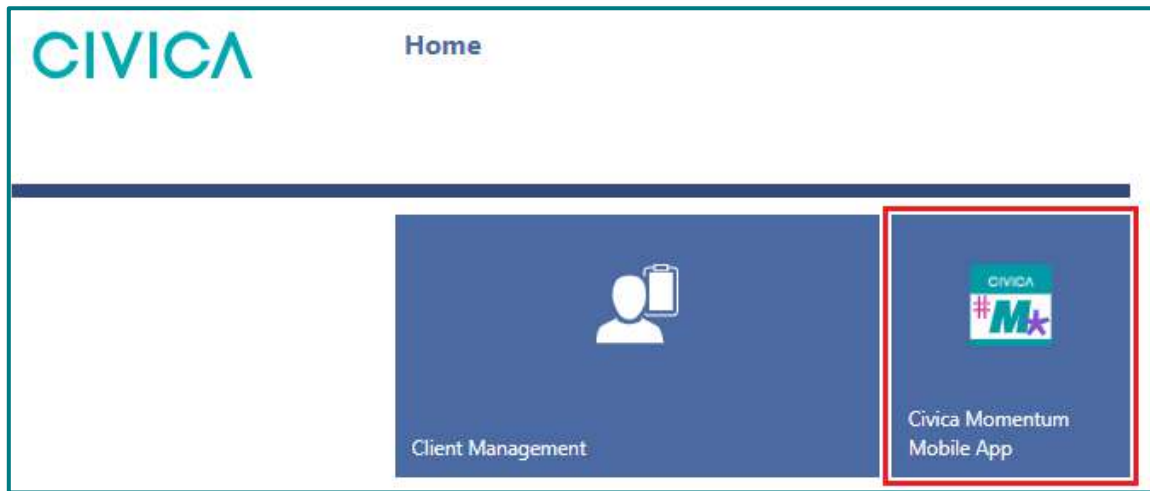 CIVICA
Home
CIVICA
#M*
Client Management
Civica Momentum
Mobile App